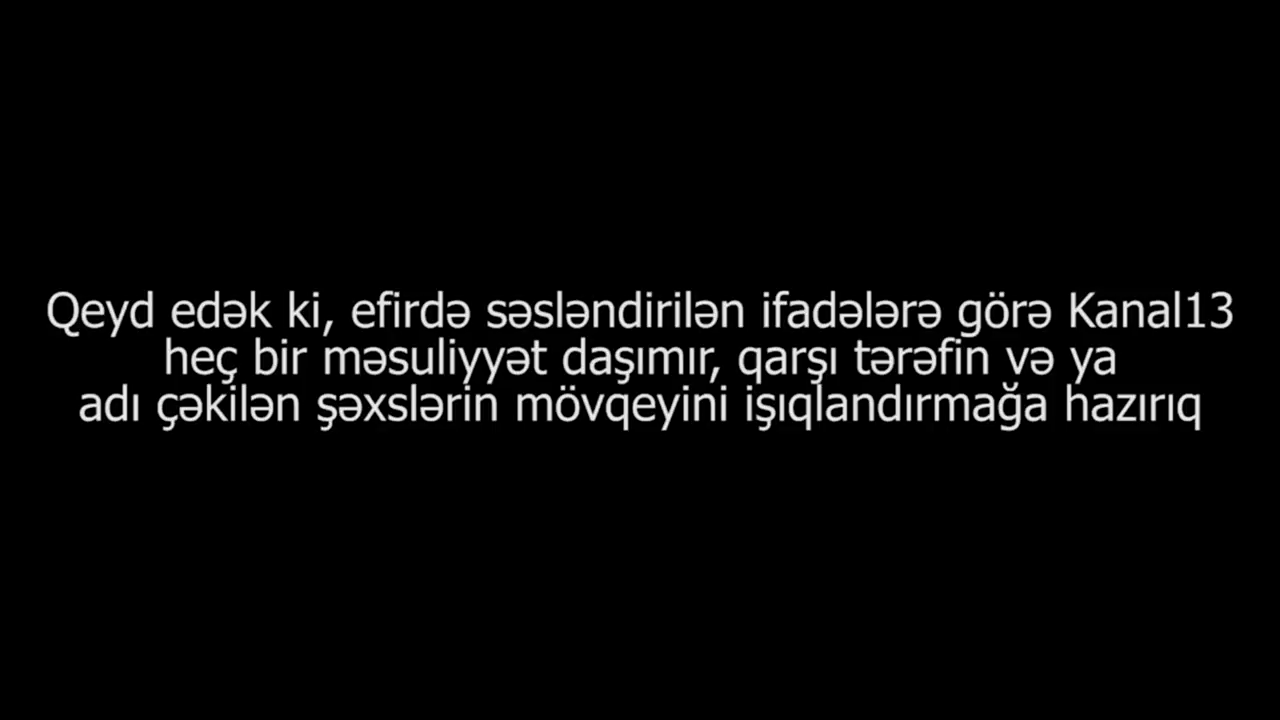 Qeyd edək ki, efirdə səsləndirilən ifadələrə görə Kanal13
heç bir məsuliyyət daşımır, qarşı tərəfin və ya
adı çəkilən şəxslərin mövqeyini işıqlandırmağa hazırıq